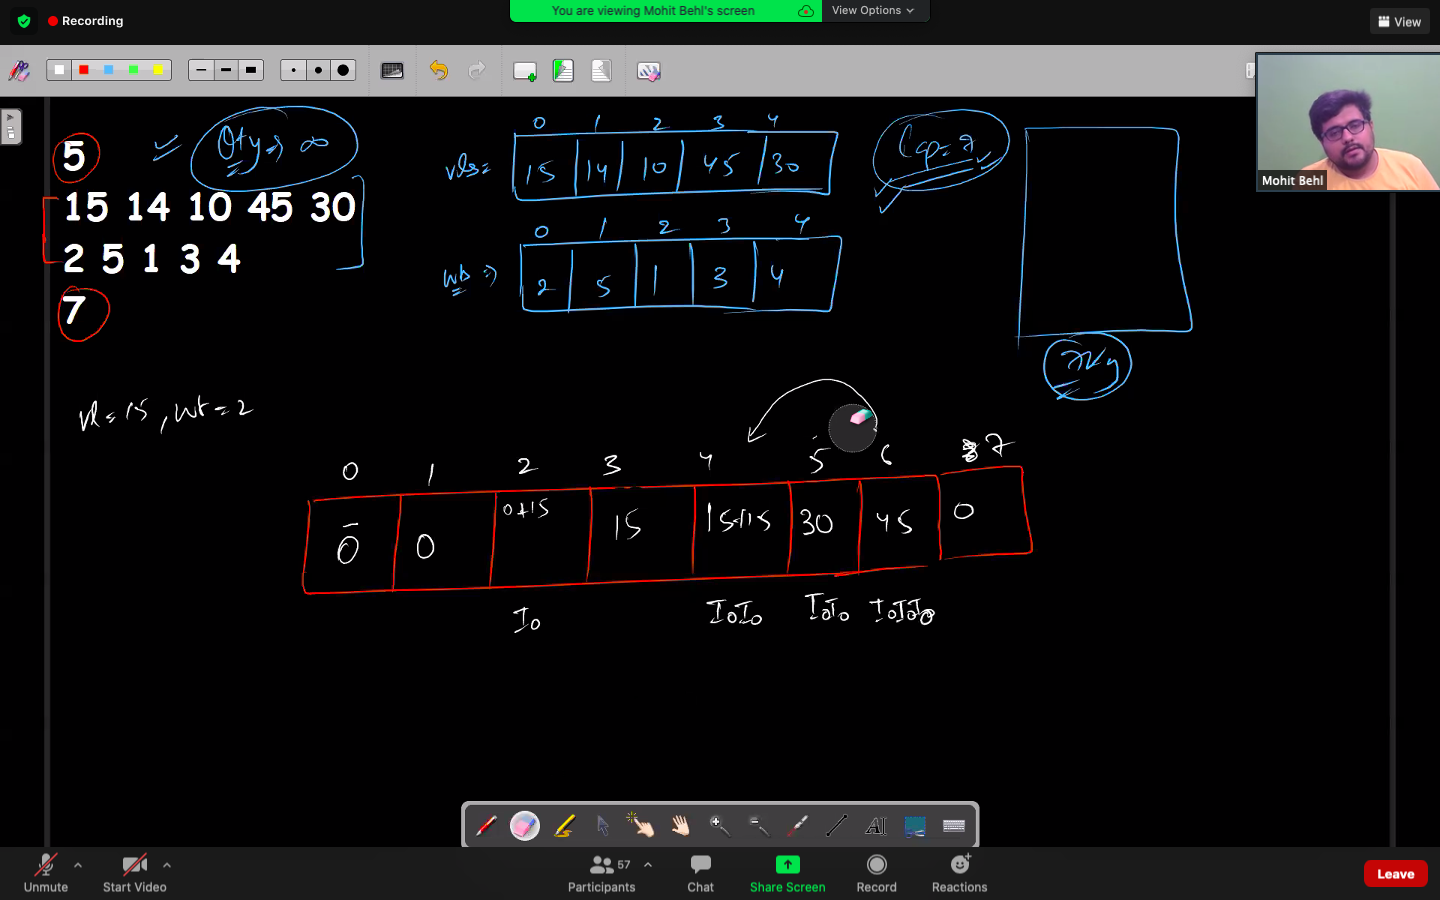 Recording
You are viewing Mohit Behl's screen
View Options
View
Mohit Behl
5
Qty => ∞
15 14 10 45 30
2 5 1 3 4
7
0 1 2 3 4
vls =
15 14 10 45 30
Cap = 7
0 1 2 3 4
wts =>
2 5 1 3 4
7Kg
vl = 15, wt = 2
0 1 2 3 4 5 6 7
0 0 0+15 15 15+15 30 45 0
I0 I0I0 I0I0 I0I0I0
Unmute
Start Video
57
Participants
Chat
Share Screen
Record
Reactions
Leave